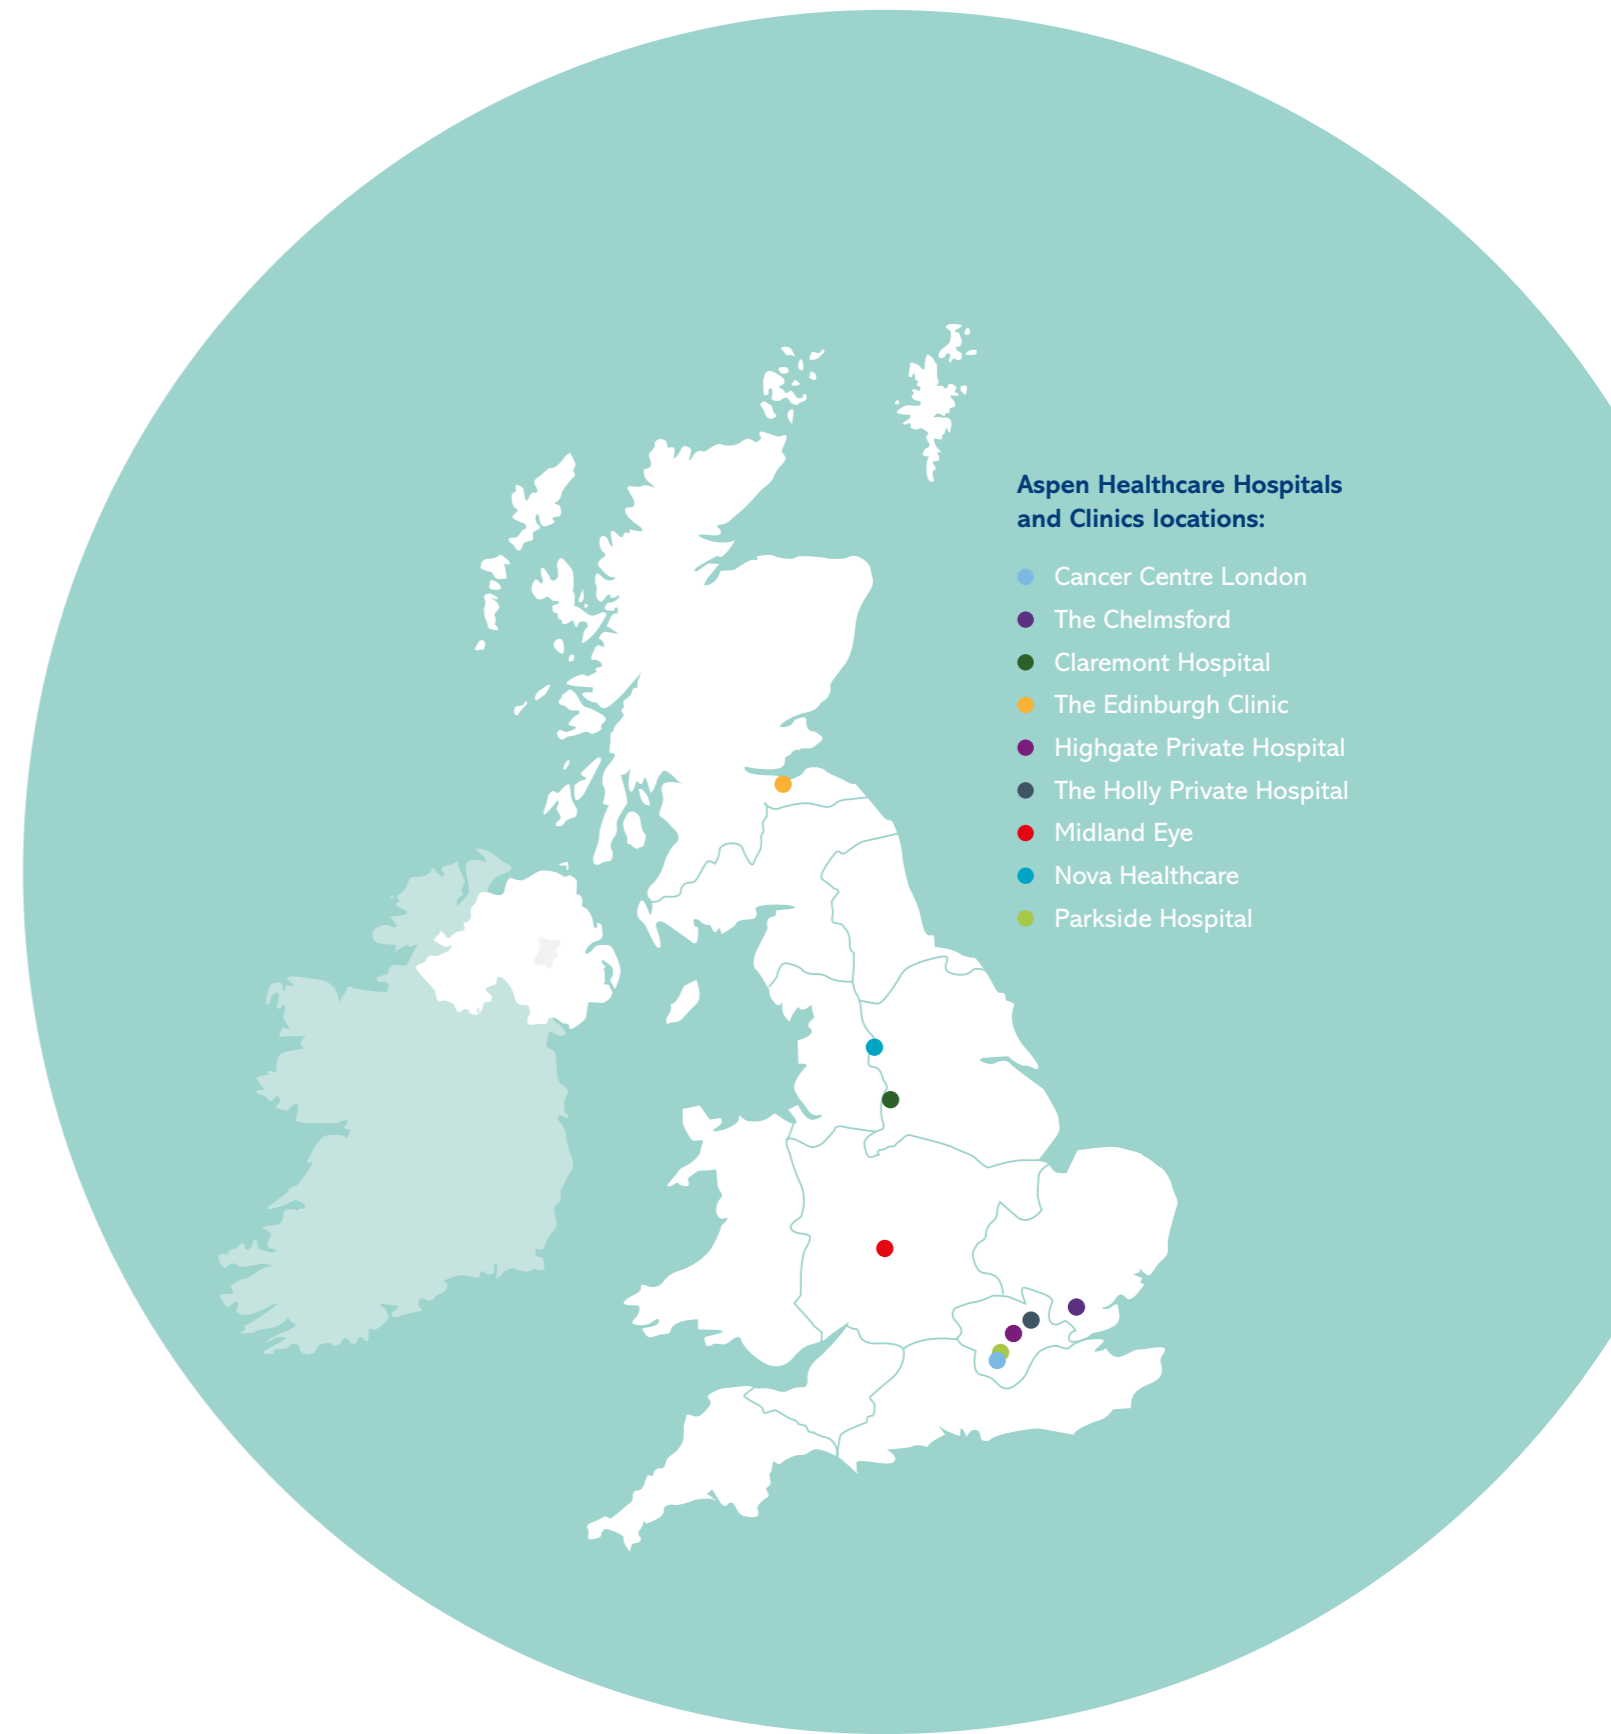 Aspen Healthcare Hospitals
and Clinics locations:
Cancer Centre London
The Chelmsford
Claremont Hospital
The Edinburgh Clinic
Highgate Private Hospital
The Holly Private Hospital
Midland Eye
Nova Healthcare
Parkside Hospital